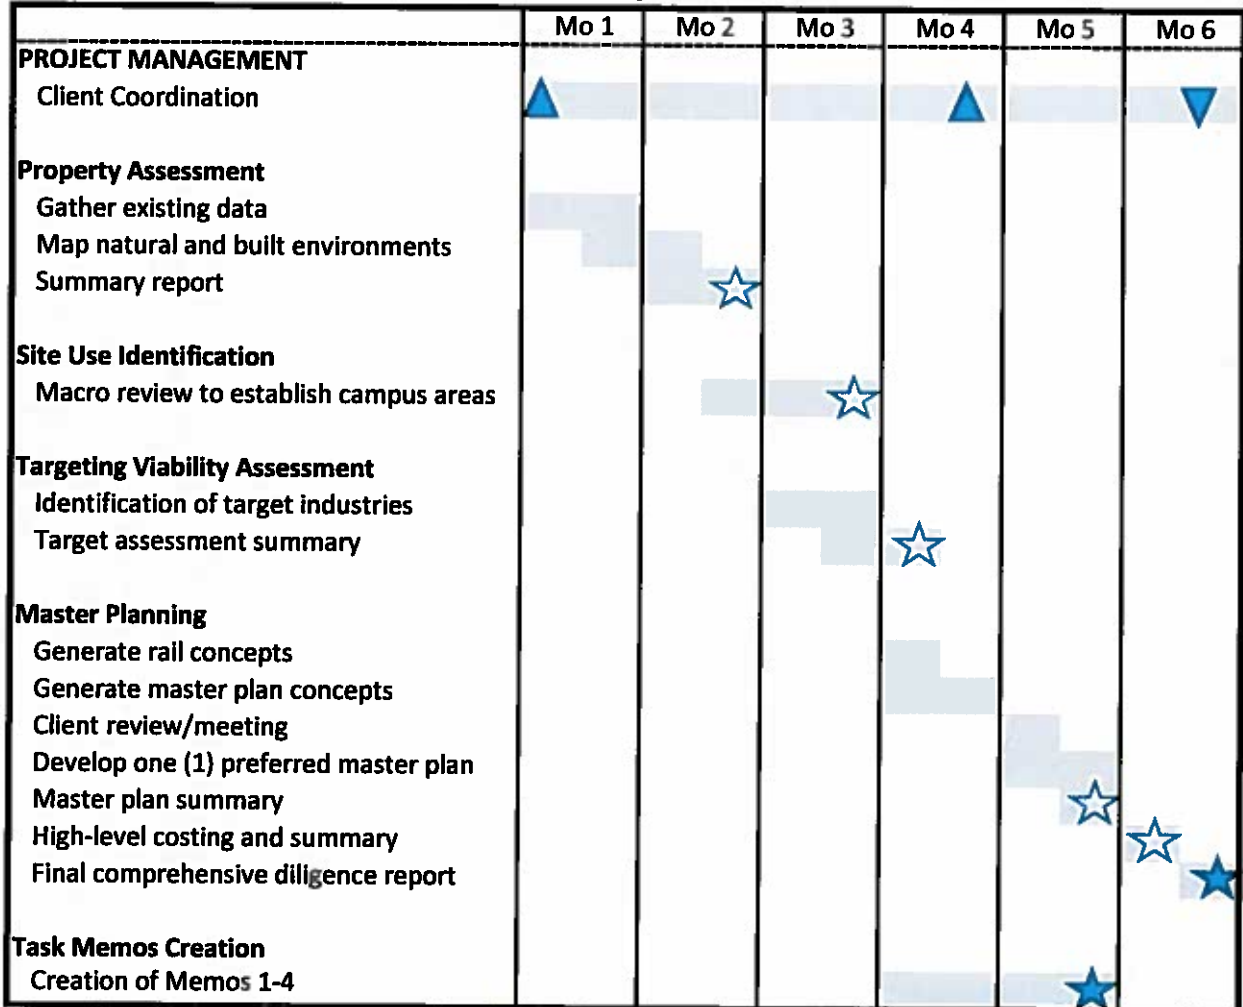 Mo 1 Mo 2 Mo 3 Mo 4 Mo 5 Mo 6
PROJECT MANAGEMENT
Client Coordination
Property Assessment
Gather existing data
Map natural and built environments
Summary report
Site Use Identification
Macro review to establish campus areas
Targeting Viability Assessment
Identification of target industries
Target assessment summary
Master Planning
Generate rail concepts
Generate master plan concepts
Client review/meeting
Develop one (1) preferred master plan
Master plan summary
High-level costing and summary
Final comprehensive diligence report
Task Memos Creation
Creation of Memos 1-4